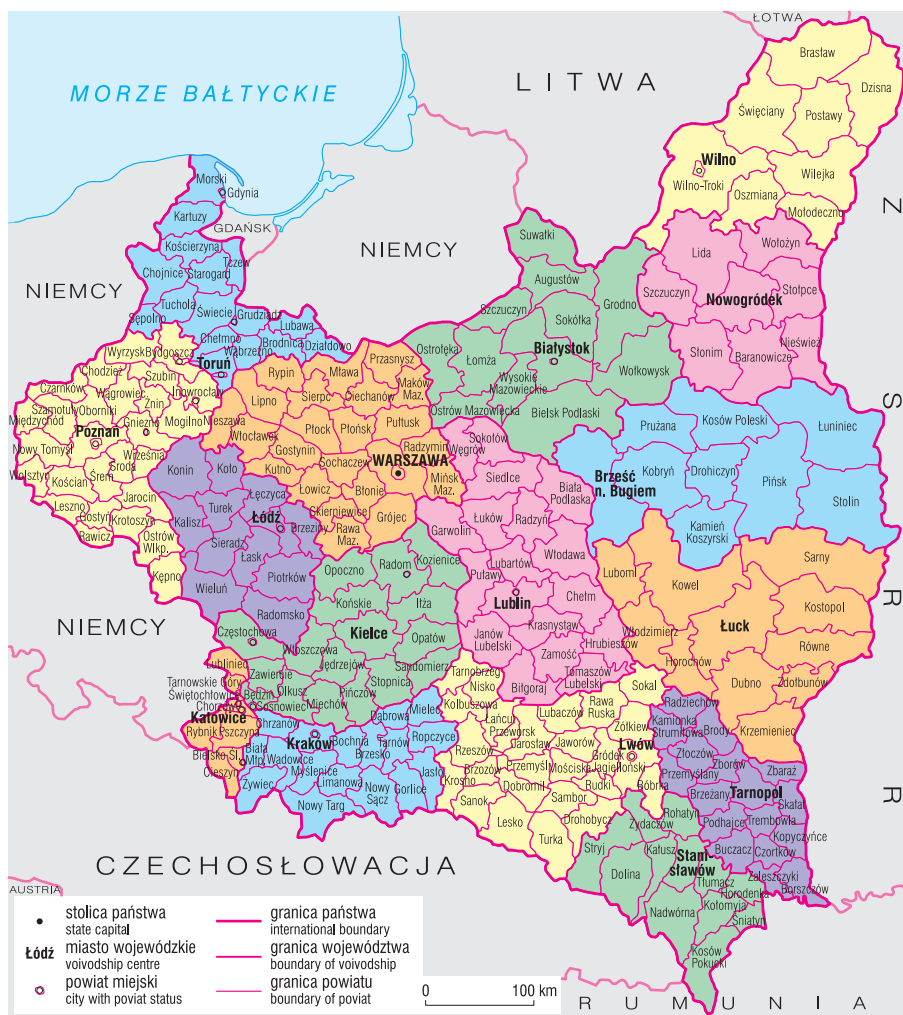 ŁOTWA
LITWA
MORZE BAŁTYCKIE
Brasław
Dzisna
Święciany
Postawy
Wilno
Wilno-Troki
Wilejka
Oszmiana
Mołodeczno
Z
S
R
R
Morski
Gdynia
Kartuzy
GDAŃSK
Kościerzyna
Tczew
Chojnice
Starogard
Tuchola
Świecie
Grudziądz
Sępolno
Chełmno
Lubawa
Wąbrzeźno
Brodnica
Działdowo
Toruń
NIEMCY
NIEMCY
NIEMCY
Suwałki
Augustów
Szczuczyn
Grodno
Sokółka
Ostrołęka
Łomża
Białystok
Wysokie
Mazowieckie
Wołkowysk
Ostrów Mazowiecka
Bielsk Podlaski
Lida
Wołożyn
Szczuczyn
Stołpce
Nowogródek
Nieśwież
Słonim
Baranowicze
Wyrzysk
Bydgoszcz
Chodzież
Szubin
Czarnków
Wągrowiec
Inowrocław
Żnin
Szamotuły
Oborniki
Międzychód
Gniezno
Mogilno
Nieszawa
Poznań
Nowy Tomyśl
Września
Środa
Wolsztyn
Kościan
Śrem
Jarocin
Leszno
Gostyń
Krotoszyn
Rawicz
Ostrów
Wlkp.
Kępno
Rypin
Mława
Przasnysz
Lipno
Sierpc
Ciechanów
Maków
Maz.
Płock
Płońsk
Pułtusk
Włocławek
Gostynin
Radzymin
Kutno
Sochaczew
WARSZAWA
Mińsk
Maz.
Łowicz
Błonie
Skierniewice
Grójec
Rawa
Maz.
Konin
Koło
Łęczyca
Turek
Kalisz
Łódź
Brzeziny
Sieradz
Łask
Wieluń
Piotrków
Radomsko
Sokołów
Węgrów
Siedlce
Biała
Podlaska
Garwolin
Łuków
Radzyń
Włodawa
Lubartów
Puławy
Chełm
Lublin
Krasnystaw
Janów
Lubelski
Hrubieszów
Zamość
Tomaszów
Lubelski
Biłgoraj
Prużana
Kosów Poleski
Łuniniec
Brześć
n. Bugiem
Kobryń
Drohiczyn
Pińsk
Stolin
Kamień
Koszyrski
Sarny
Luboml
Kowel
Kostopol
Łuck
Włodzimierz
Równe
Horochów
Dubno
Zdołbunów
Krzemieniec
Opoczno
Radom
Kozienice
Końskie
Iłża
Częstochowa
Kielce
Opatów
Włoszczewa
Jędrzejów
Sandomierz
Zawiercie
Stopnica
Olkusz
Pińczów
Miechów
Lubliniec
Tarnowskie Góry
Świętochłowice
Będzin
Chorzów
Sosnowiec
Katowice
Rybnik
Pszczyna
Bielsko Śl.
Cieszyn
Chrzanów
Dąbrowa
Mielec
Kraków
Bochnia
Tarnów
Ropczyce
Biała
Młp.
Wadowice
Brzesko
Myślenice
Limanowa
Jasło
Żywiec
Nowy
Sącz
Gorlice
Nowy Targ
Tarnobrzeg
Nisko
Kolbuszowa
Łańcut
Przeworsk
Lubaczów
Rawa
Ruska
Sokal
Rzeszów
Jarosław
Jaworów
Żółkiew
Lwów
Krosno
Brzozów
Przemyśl
Mościska
Gródek
Jagielloński
Dobromil
Rudki
Bóbrka
Sanok
Sambor
Lesko
Drohobycz
Turka
Radziechów
Kamionka
Strumiłowa
Brody
Złoczów
Zborów
Zbaraż
Przemyślany
Brzeżany
Tarnopol
Skałat
Podhajce
Trembowla
Kopyczyńce
Buczacz
Czortków
Zaleszczyki
Borszczów
Rohatyn
Żydaczów
Stryj
Kałusz
Stani-
sławów
Dolina
Tłumacz
Horodenka
Kołomyja
Nadwórna
Śniatyn
Kosów
Pokucki
CZECHOSŁOWACJA
AUSTRIA
RUMUNIA
stolica państwa
state capital
Łódź
miasto wojewódzkie
voivodship centre
powiat miejski
city with poviat status
granica państwa
international boundary
granica województwa
boundary of voivodship
granica powiatu
boundary of poviat
0
100 km